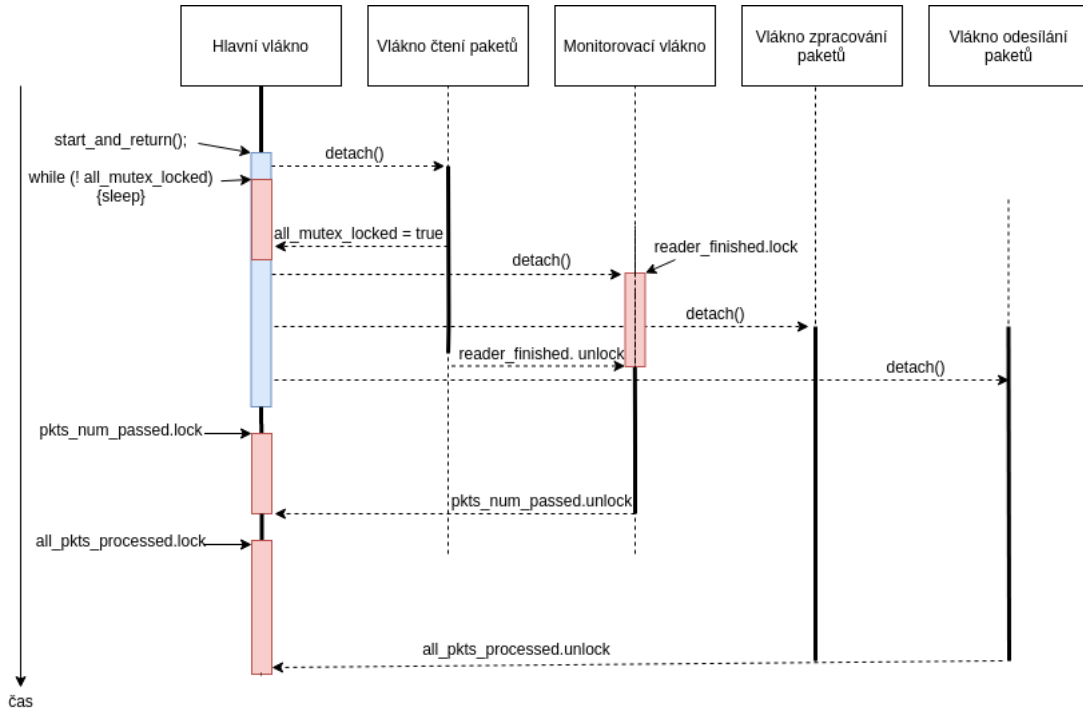 Hlavní vlákno
Vlákno čtení paketů
Monitorovací vlákno
Vlákno zpracování
paketů
Vlákno odesílání
paketů
start_and_return();
detach()
while (! all_mutex_locked)
{sleep}
all_mutex_locked = true
reader_finished.lock
detach()
detach()
reader_finished. unlock
detach()
pkts_num_passed.lock
pkts_num_passed.unlock
all_pkts_processed.lock
all_pkts_processed.unlock
čas